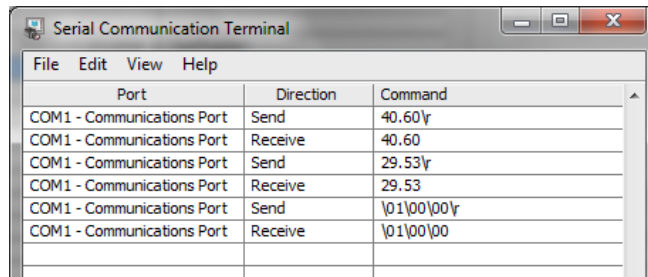 Serial Communication Terminal
File Edit View Help
Port Direction Command
COM1 - Communications Port Send 40.60\r
COM1 - Communications Port Receive 40.60
COM1 - Communications Port Send 29.53\r
COM1 - Communications Port Receive 29.53
COM1 - Communications Port Send \01\00\00\r
COM1 - Communications Port Receive \01\00\00